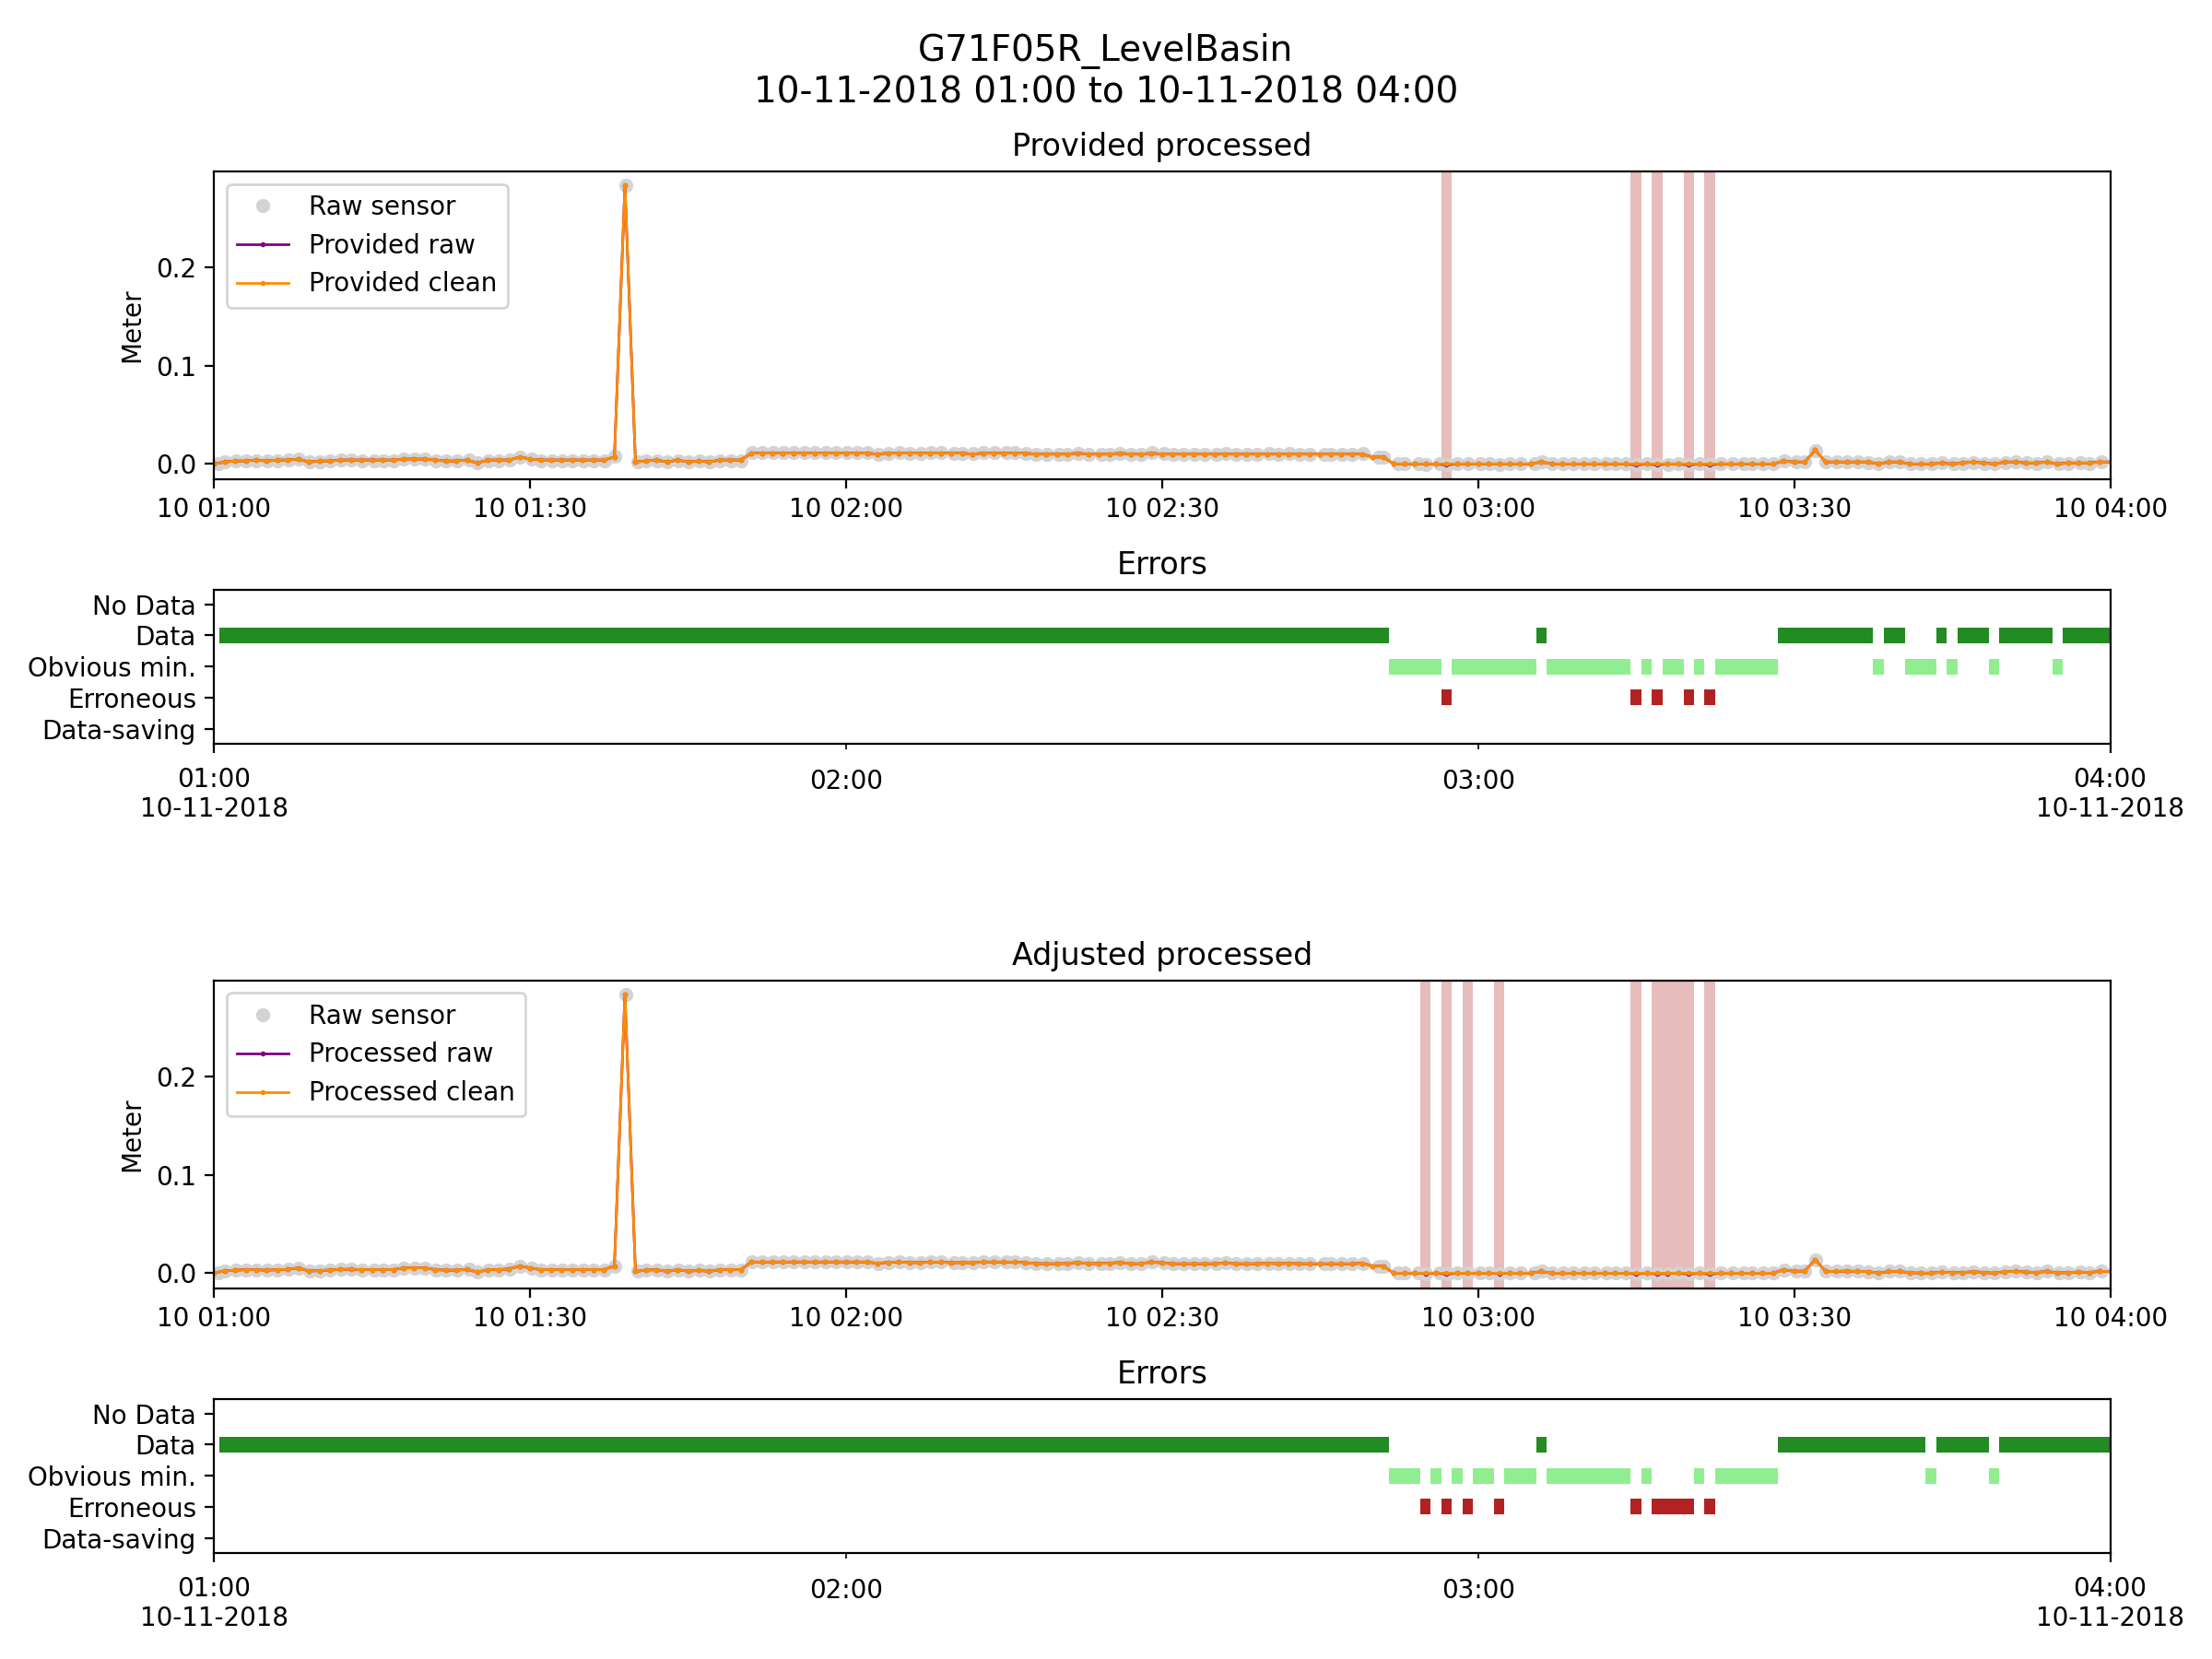 G71F05R_LevelBasin
10-11-2018 01:00 to 10-11-2018 04:00
Provided processed
Raw sensor
Provided raw
Provided clean
Meter
0.2
0.1
0.0
10 01:00 10 01:30 10 02:00 10 02:30 10 03:00 10 03:30 10 04:00
Errors
No Data
Data
Obvious min.
Erroneous
Data-saving
01:00 02:00 03:00 04:00
10-11-2018 10-11-2018
Adjusted processed
Raw sensor
Processed raw
Processed clean
Meter
0.2
0.1
0.0
10 01:00 10 01:30 10 02:00 10 02:30 10 03:00 10 03:30 10 04:00
Errors
No Data
Data
Obvious min.
Erroneous
Data-saving
01:00 02:00 03:00 04:00
10-11-2018 10-11-2018